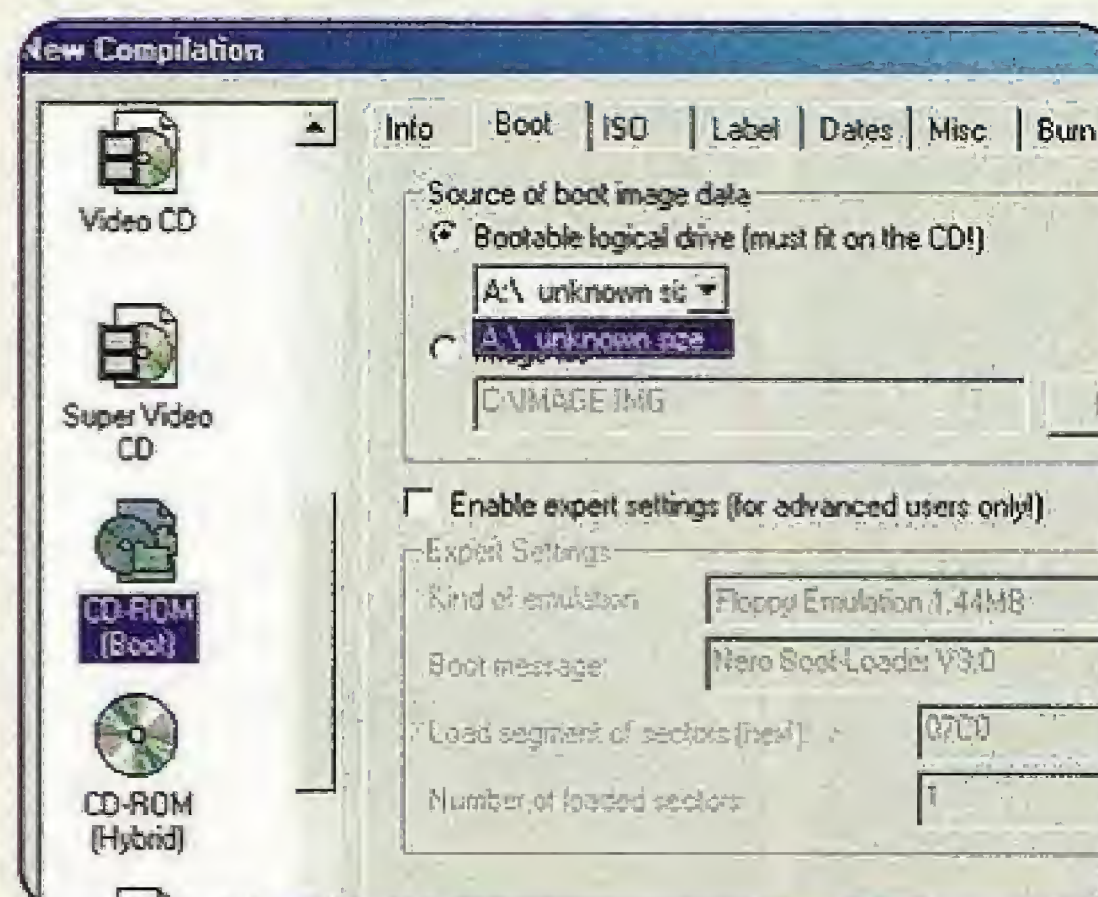 New Compilation
Video CD
Super Video
CD
CD-ROM
(Boot)
CD-ROM
(Hybrid)
Info Boot ISO Label Dates Misc Burn
Source of boot image data
Bootable logical drive (must fit on the CD!)
A:\ unknown siz
A:\ unknown size
C:\IMAGE.IMG
Enable expert settings (for advanced users only!)
Expert Settings
Kind of emulation:
Floppy Emulation 1,44MB
Boot message:
Nero Boot-Loader V3.0
Load segment of sectors (hex!):
07C0
Number of loaded sectors:
1